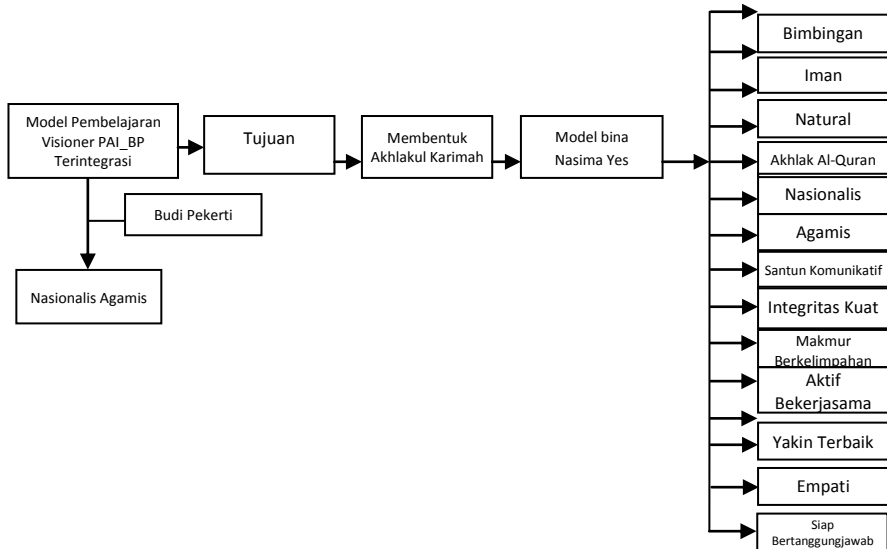 Model Pembelajaran
Visioner PAI_BP
Terintegrasi
Tujuan
Membentuk
Akhlakul Karimah
Model bina
Nasima Yes
Budi Pekerti
Nasionalis Agamis
Bimbingan
Iman
Natural
Akhlak Al-Quran
Nasionalis
Agamis
Santun Komunikatif
Integritas Kuat
Makmur
Berkelimpahan
Aktif
Bekerjasama
Yakin Terbaik
Empati
Siap
Bertanggungjawab